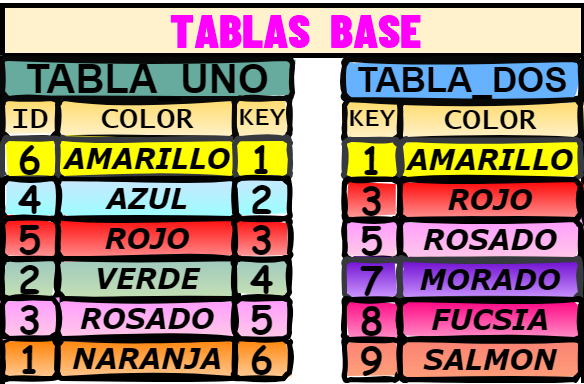 TABLAS BASE
TABLA_UNO TABLA_DOS
ID COLOR KEY KEY COLOR
6 AMARILLO 1 1 AMARILLO
4 AZUL 2 3 ROJO
5 ROJO 3 5 ROSADO
2 VERDE 4 7 MORADO
3 ROSADO 5 8 FUCSIA
1 NARANJA 6 9 SALMON